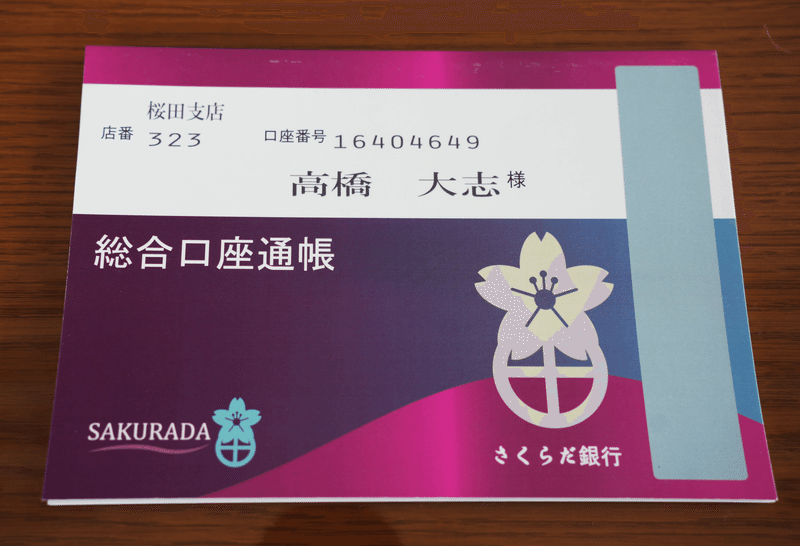 桜田支店
店番 323 口座番号 16404649
高橋 大志 様
総合口座通帳
SAKURADA
さくらだ銀行